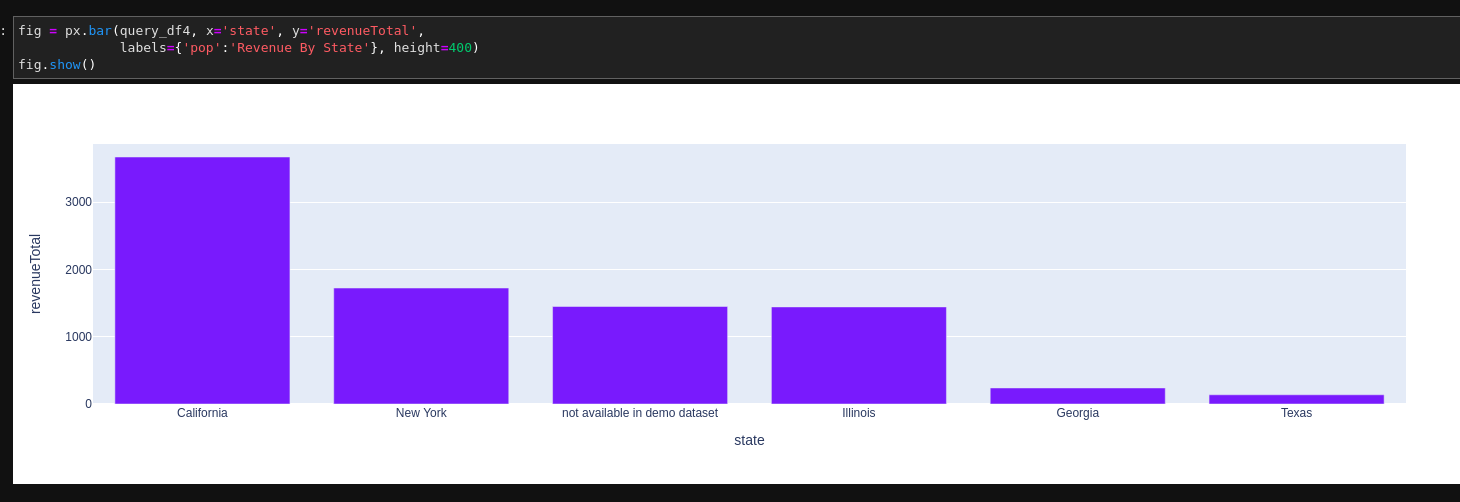 : fig = px.bar(query_df4, x='state', y='revenueTotal',
labels={'pop':'Revenue By State'}, height=400)
fig.show()
3000
2000
1000
0
revenueTotal
California New York not available in demo dataset Illinois Georgia Texas
state